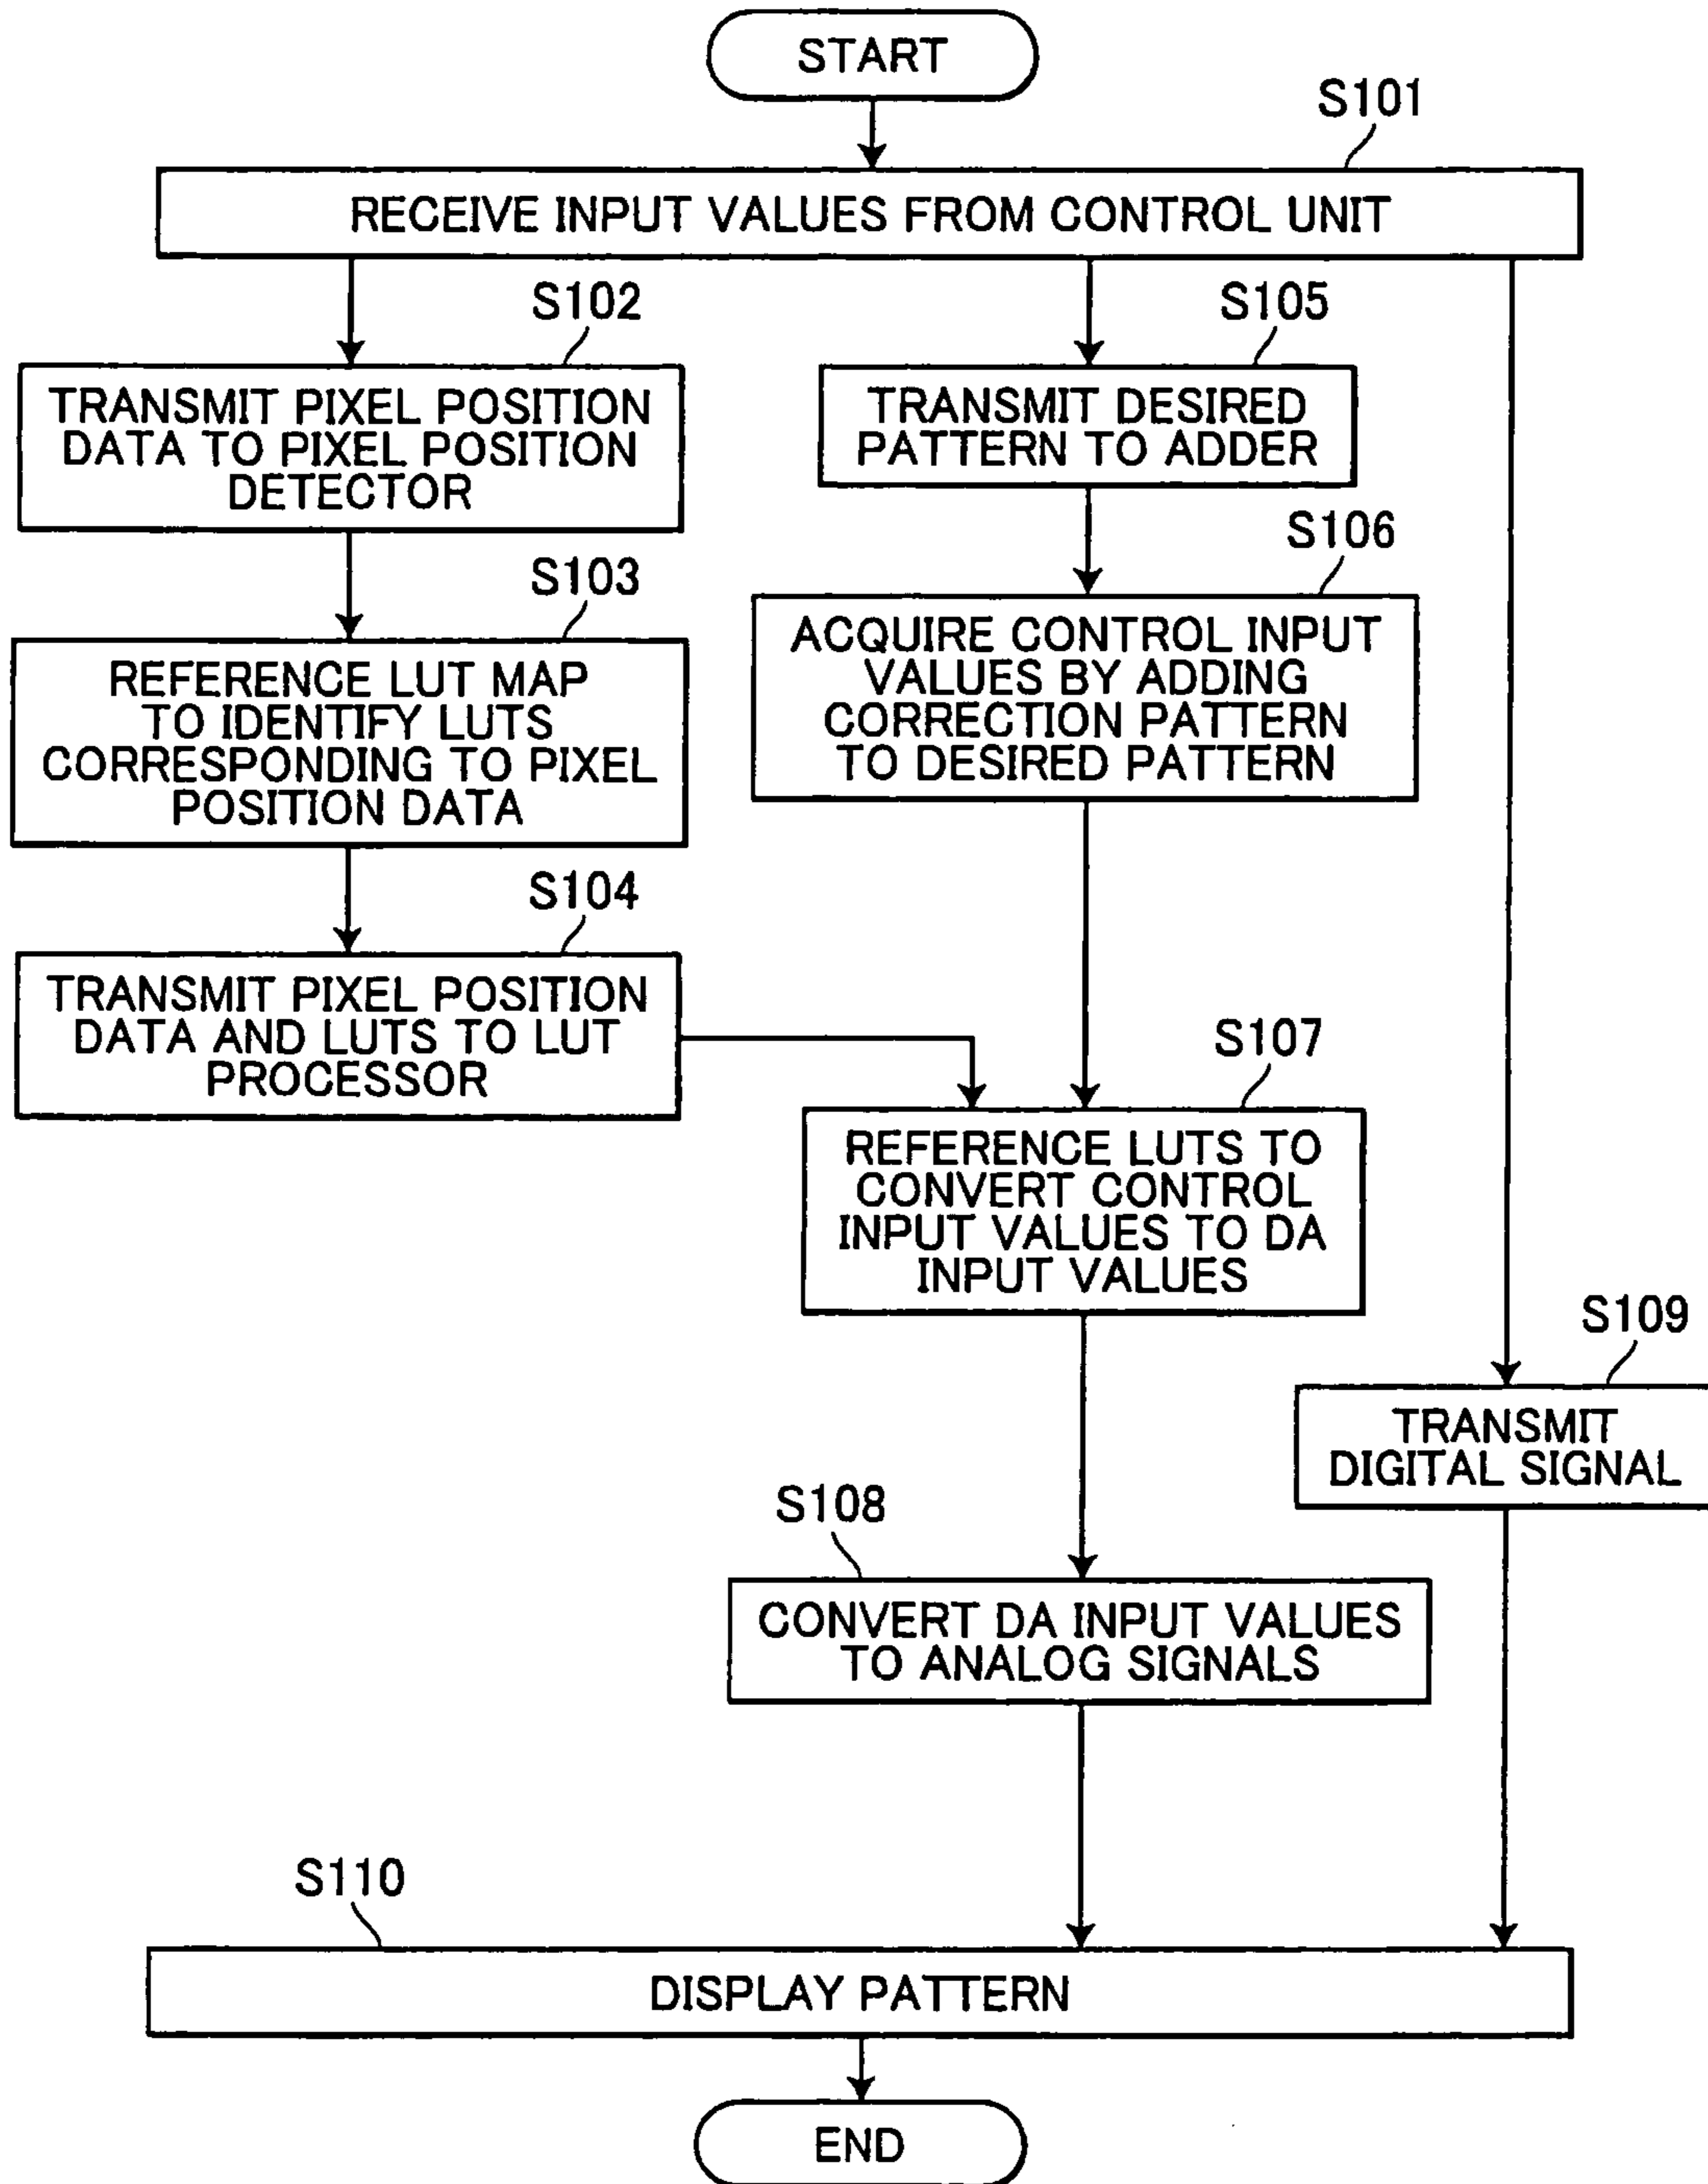 START
S101
RECEIVE INPUT VALUES FROM CONTROL UNIT
S102
TRANSMIT PIXEL POSITION
DATA TO PIXEL POSITION
DETECTOR
S103
REFERENCE LUT MAP
TO IDENTIFY LUTS
CORRESPONDING TO PIXEL
POSITION DATA
S104
TRANSMIT PIXEL POSITION
DATA AND LUTS TO LUT
PROCESSOR
S105
TRANSMIT DESIRED
PATTERN TO ADDER
S106
ACQUIRE CONTROL INPUT
VALUES BY ADDING
CORRECTION PATTERN
TO DESIRED PATTERN
S107
REFERENCE LUTS TO
CONVERT CONTROL
INPUT VALUES TO DA
INPUT VALUES
S108
CONVERT DA INPUT VALUES
TO ANALOG SIGNALS
S109
TRANSMIT
DIGITAL SIGNAL
S110
DISPLAY PATTERN
END